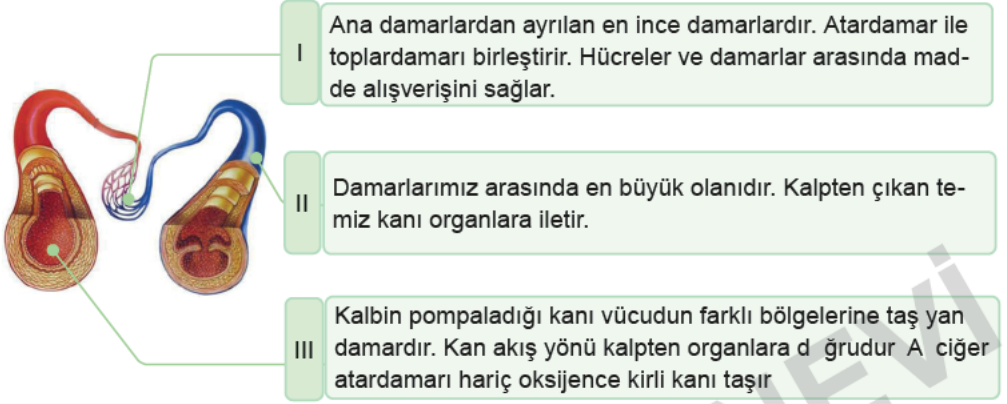 I
Ana damarlardan ayrılan en ince damarlardır. Atardamar ile
toplardamarı birleştirir. Hücreler ve damarlar arasında mad-
de alışverişini sağlar.
II
Damarlarımız arasında en büyük olanıdır. Kalpten çıkan te-
miz kanı organlara iletir.
III
Kalbin pompaladığı kanı vücudun farklı bölgelerine taş yan
damardır. Kan akış yönü kalpten organlara d ğrudur A ciğer
atardamarı hariç oksijence kirli kanı taşır
EVİ